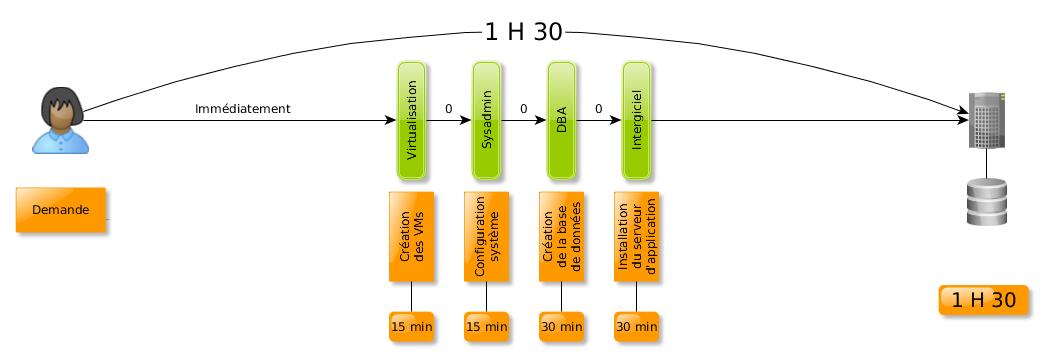 1 H 30
Immédiatement
0
0
0
Virtualisation
Sysadmin
DBA
Intergiciel
Demande
Création
des VMs
Configuration
système
Création
de la base
de données
Installation
du serveur
d'application
15 min
15 min
30 min
30 min
1 H 30